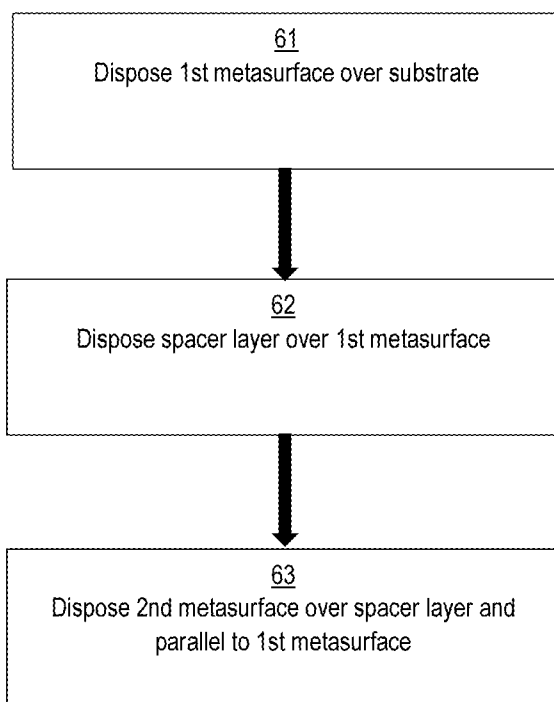 61
Dispose 1st metasurface over substrate
62
Dispose spacer layer over 1st metasurface
63
Dispose 2nd metasurface over spacer layer and
parallel to 1st metasurface